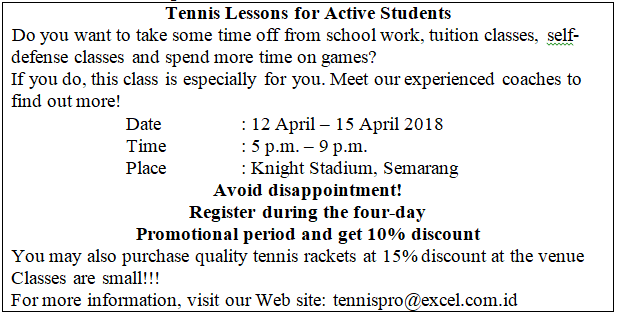 Tennis Lessons for Active Students
Do you want to take some time off from school work, tuition classes, self-
defense classes and spend more time on games?
If you do, this class is especially for you. Meet our experienced coaches to
find out more!
Date : 12 April – 15 April 2018
Time : 5 p.m. – 9 p.m.
Place : Knight Stadium, Semarang
Avoid disappointment!
Register during the four-day
Promotional period and get 10% discount
You may also purchase quality tennis rackets at 15% discount at the venue
Classes are small!!!
For more information, visit our Web site: tennispro@excel.com.id